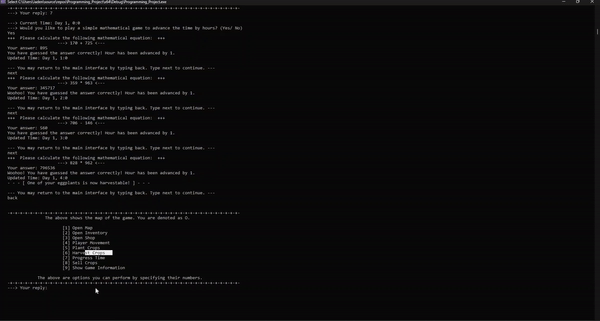 Select C:\Users\aiden\source\repos\Programming_Project\x64\Debug\Programming_Project.exe
---> Your reply: 7
---> Current Time: Day 1, 0:0
---> Would you like to play a simple mathematical game to advance the time by hours? (Yes/ No)
Yes
+++ Please calculate the following mathematical equation: +++
---> 170 + 725 <---
Your answer: 895
You have guessed the answer correctly! Hour has been advanced by 1.
Updated Time: Day 1, 1:0
--- You may return to the main interface by typing back. Type next to continue. ---
next
+++ Please calculate the following mathematical equation: +++
---> 359 * 963 <---
Your answer: 345717
Woohoo! You have guessed the answer correctly! Hour has been advanced by 1.
Updated Time: Day 1, 2:0
--- You may return to the main interface by typing back. Type next to continue. ---
next
+++ Please calculate the following mathematical equation: +++
---> 706 - 146 <---
Your answer: 560
You have guessed the answer correctly! Hour has been advanced by 1.
Updated Time: Day 1, 3:0
--- You may return to the main interface by typing back. Type next to continue. ---
next
+++ Please calculate the following mathematical equation: +++
---> 828 * 962 <---
Your answer: 796536
Woohoo! You have guessed the answer correctly! Hour has been advanced by 1.
Updated Time: Day 1, 4:0
- - - [ One of your eggplants is now harvestable! ] - - -
--- You may return to the main interface by typing back. Type next to continue. ---
back
The above shows the map of the game. You are denoted as O.
[1] Open Map
[2] Open Inventory
[3] Open Shop
[4] Player Movement
[5] Plant Crops
[6] Harvest Crops
[7] Progress Time
[8] Sell Crops
[9] Show Game Information
The above are options you can perform by specifying their numbers.
---> Your reply: